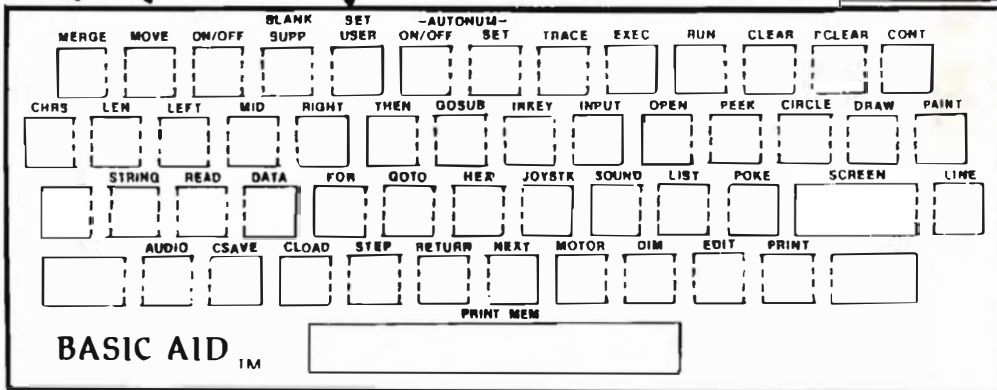 BLANK SET -AUTONUM-
MERGE MOVE ON/OFF SUPP USER ON/OFF SET TRACE EXEC RUN CLEAR PCLEAR CONT
CHRS LEN LEFT MID RIGHT THEN GOSUB INKEY INPUT OPEN PEEK CIRCLE DRAW PAINT
STRING READ DATA FOR GOTO HEX JOYSTK SOUND LIST POKE SCREEN LINE
AUDIO CSAVE CLOAD STEP RETURN NEXT MOTOR DIM EDIT PRINT
PRINT MEM
BASIC AID TM